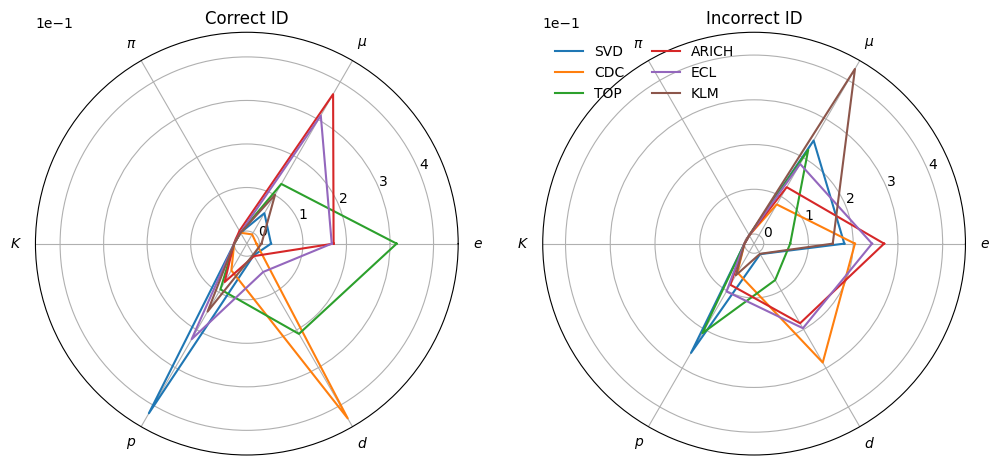 Correct ID
1e−1
μ
π
4
3
2
1
0
K
e
p
d
Incorrect ID
1e−1
μ
π
SVD ARICH
CDC ECL
TOP KLM
4
3
2
1
0
K
e
p
d